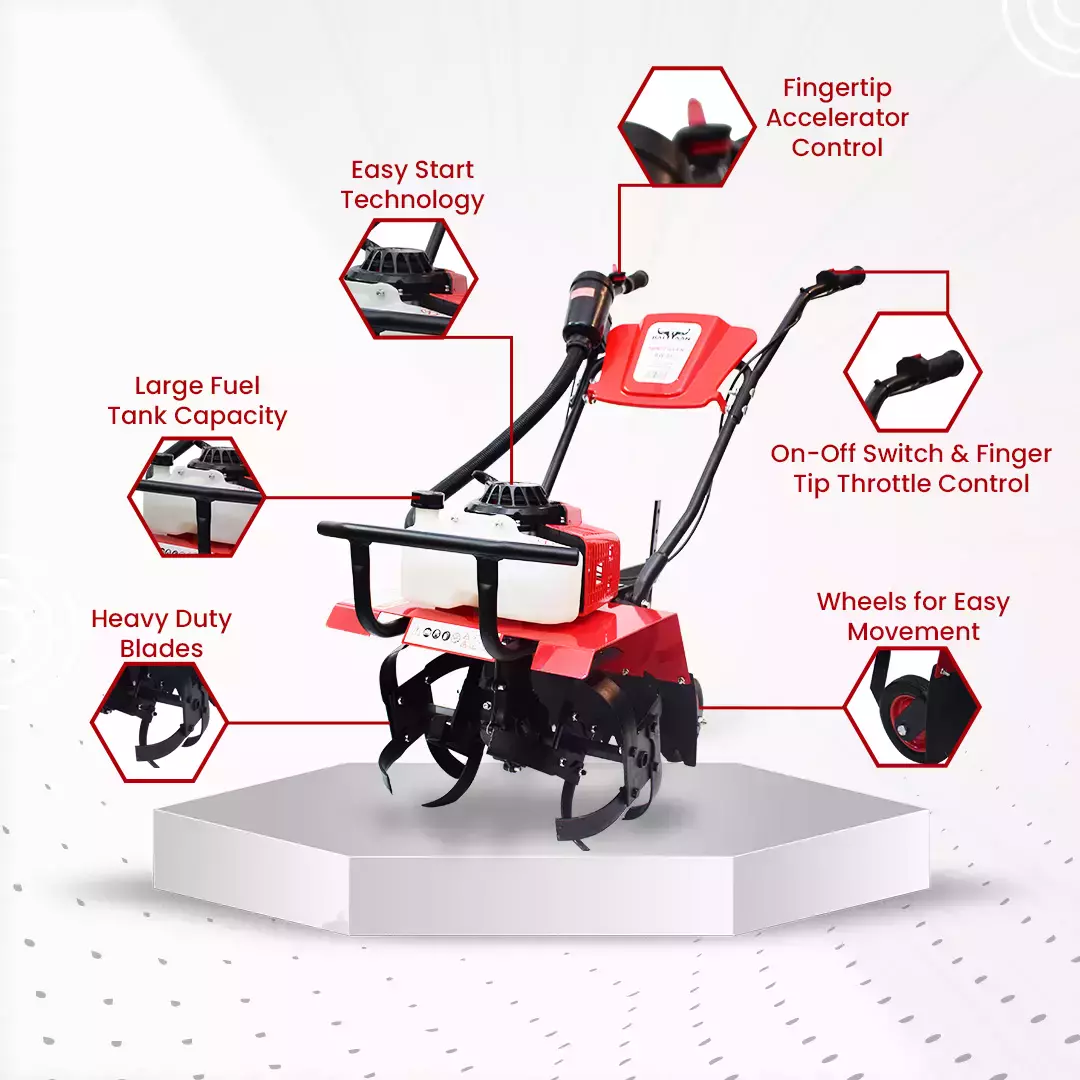 Fingertip
Accelerator
Control
Easy Start
Technology
Large Fuel
Tank Capacity
On-Off Switch & Finger
Tip Throttle Control
Heavy Duty
Blades
Wheels for Easy
Movement